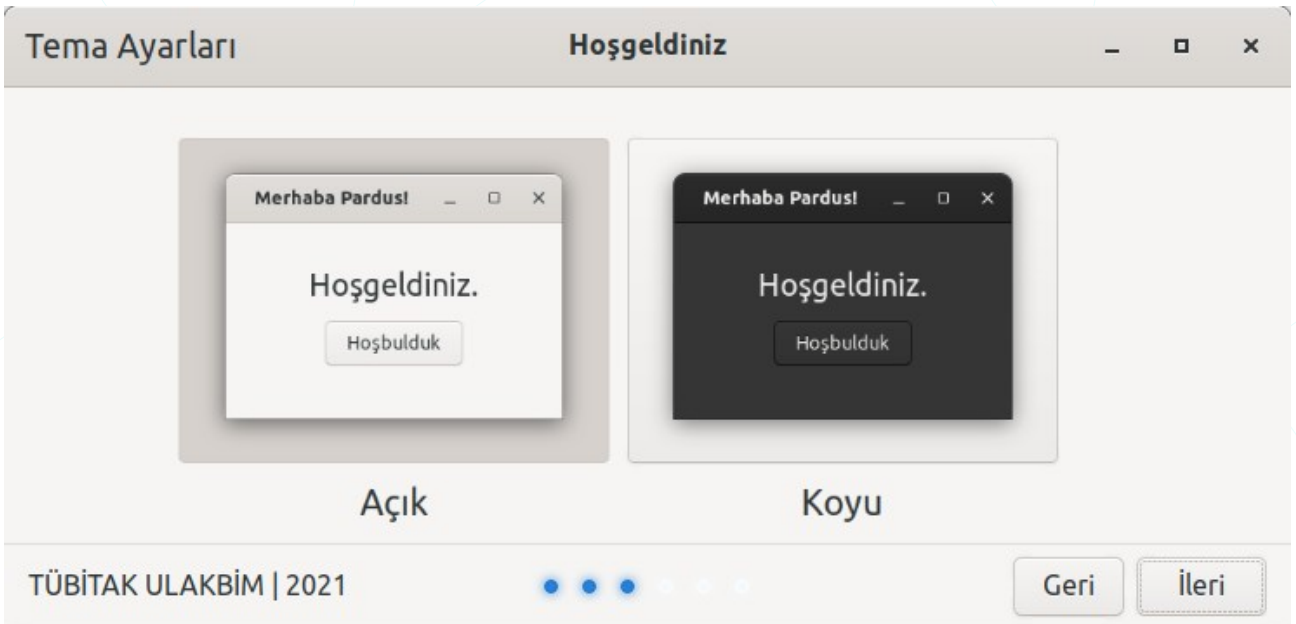 Tema Ayarları
Hoşgeldiniz
Merhaba Pardus!
Hoşgeldiniz.
Hoşbulduk
Açık
Merhaba Pardus!
Hoşgeldiniz.
Hoşbulduk
Koyu
TÜBİTAK ULAKBİM | 2021
Geri
İleri